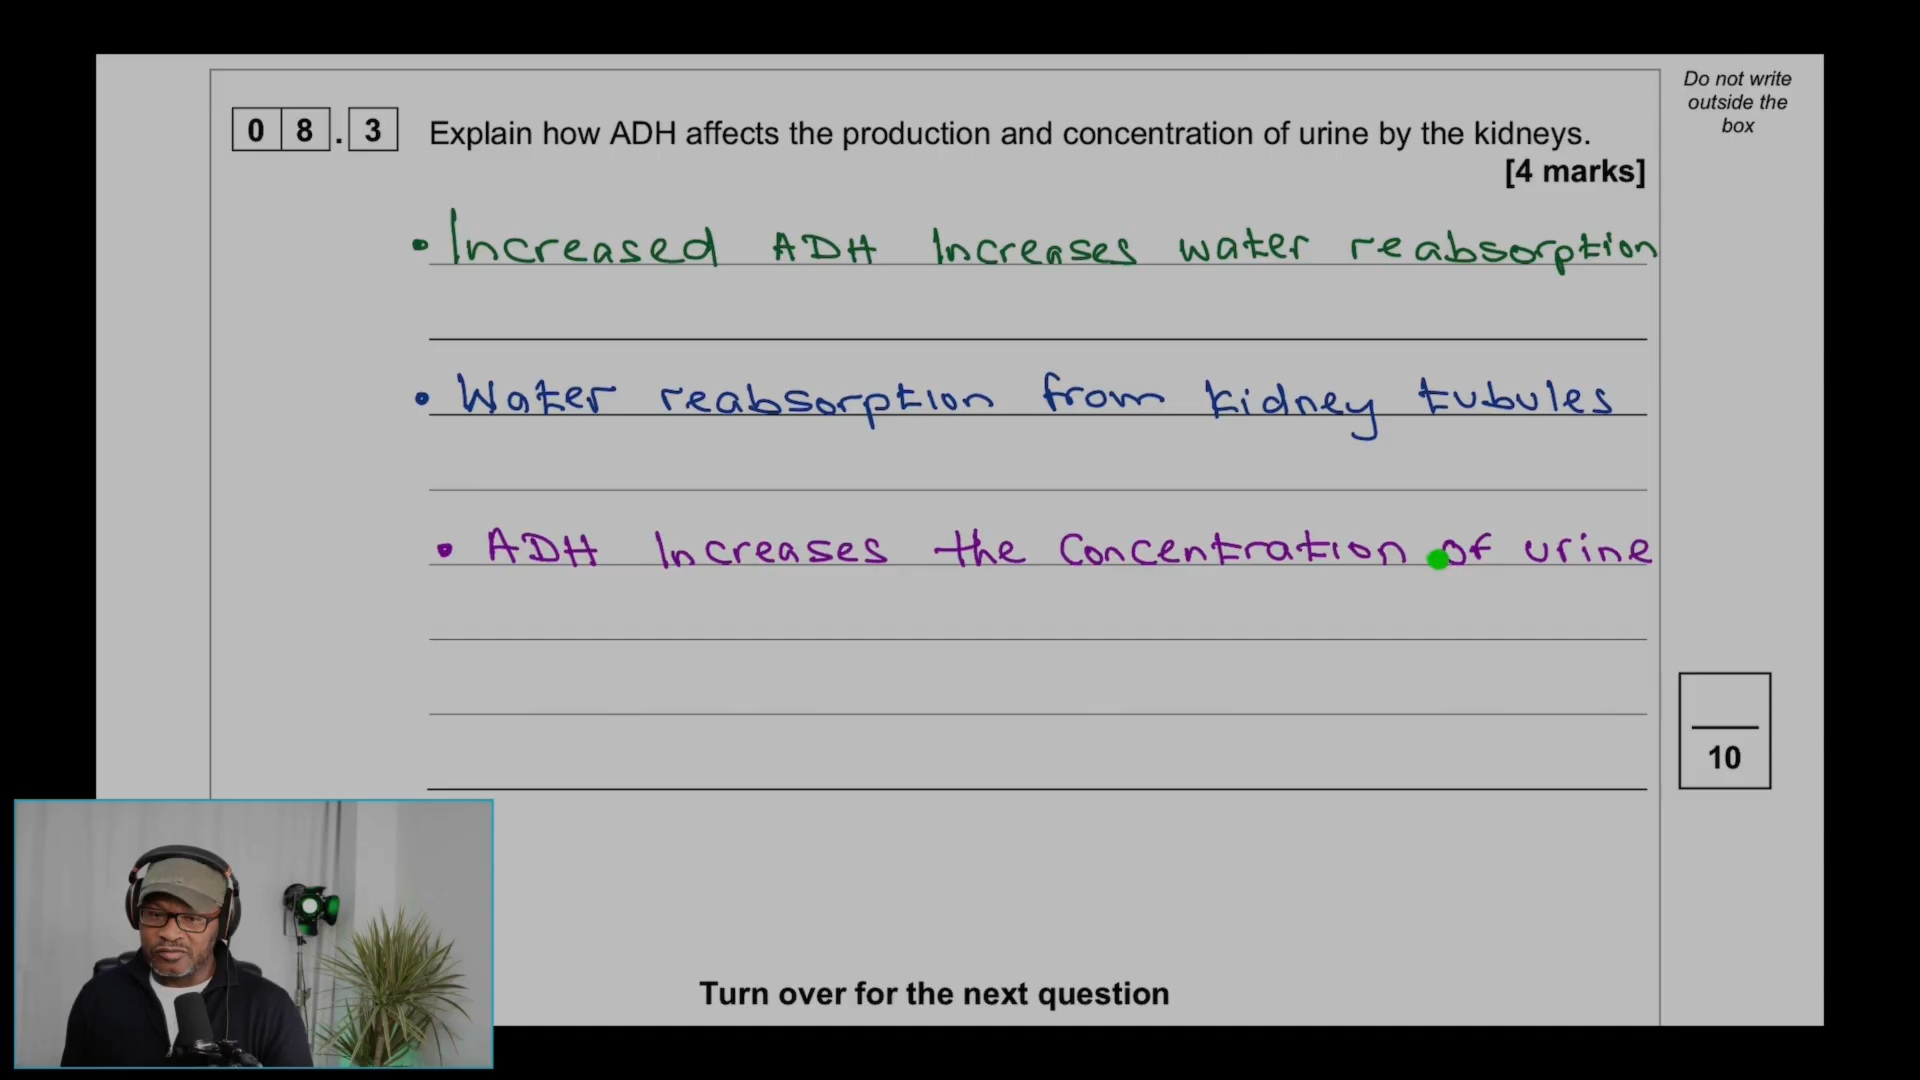 Do not write
outside the
box
08.3 Explain how ADH affects the production and concentration of urine by the kidneys.
[4 marks]
• Increased ADH Increases water reabsorption
• Water reabsorption from kidney tubules
• ADH Increases the Concentration of urine
10
Turn over for the next question